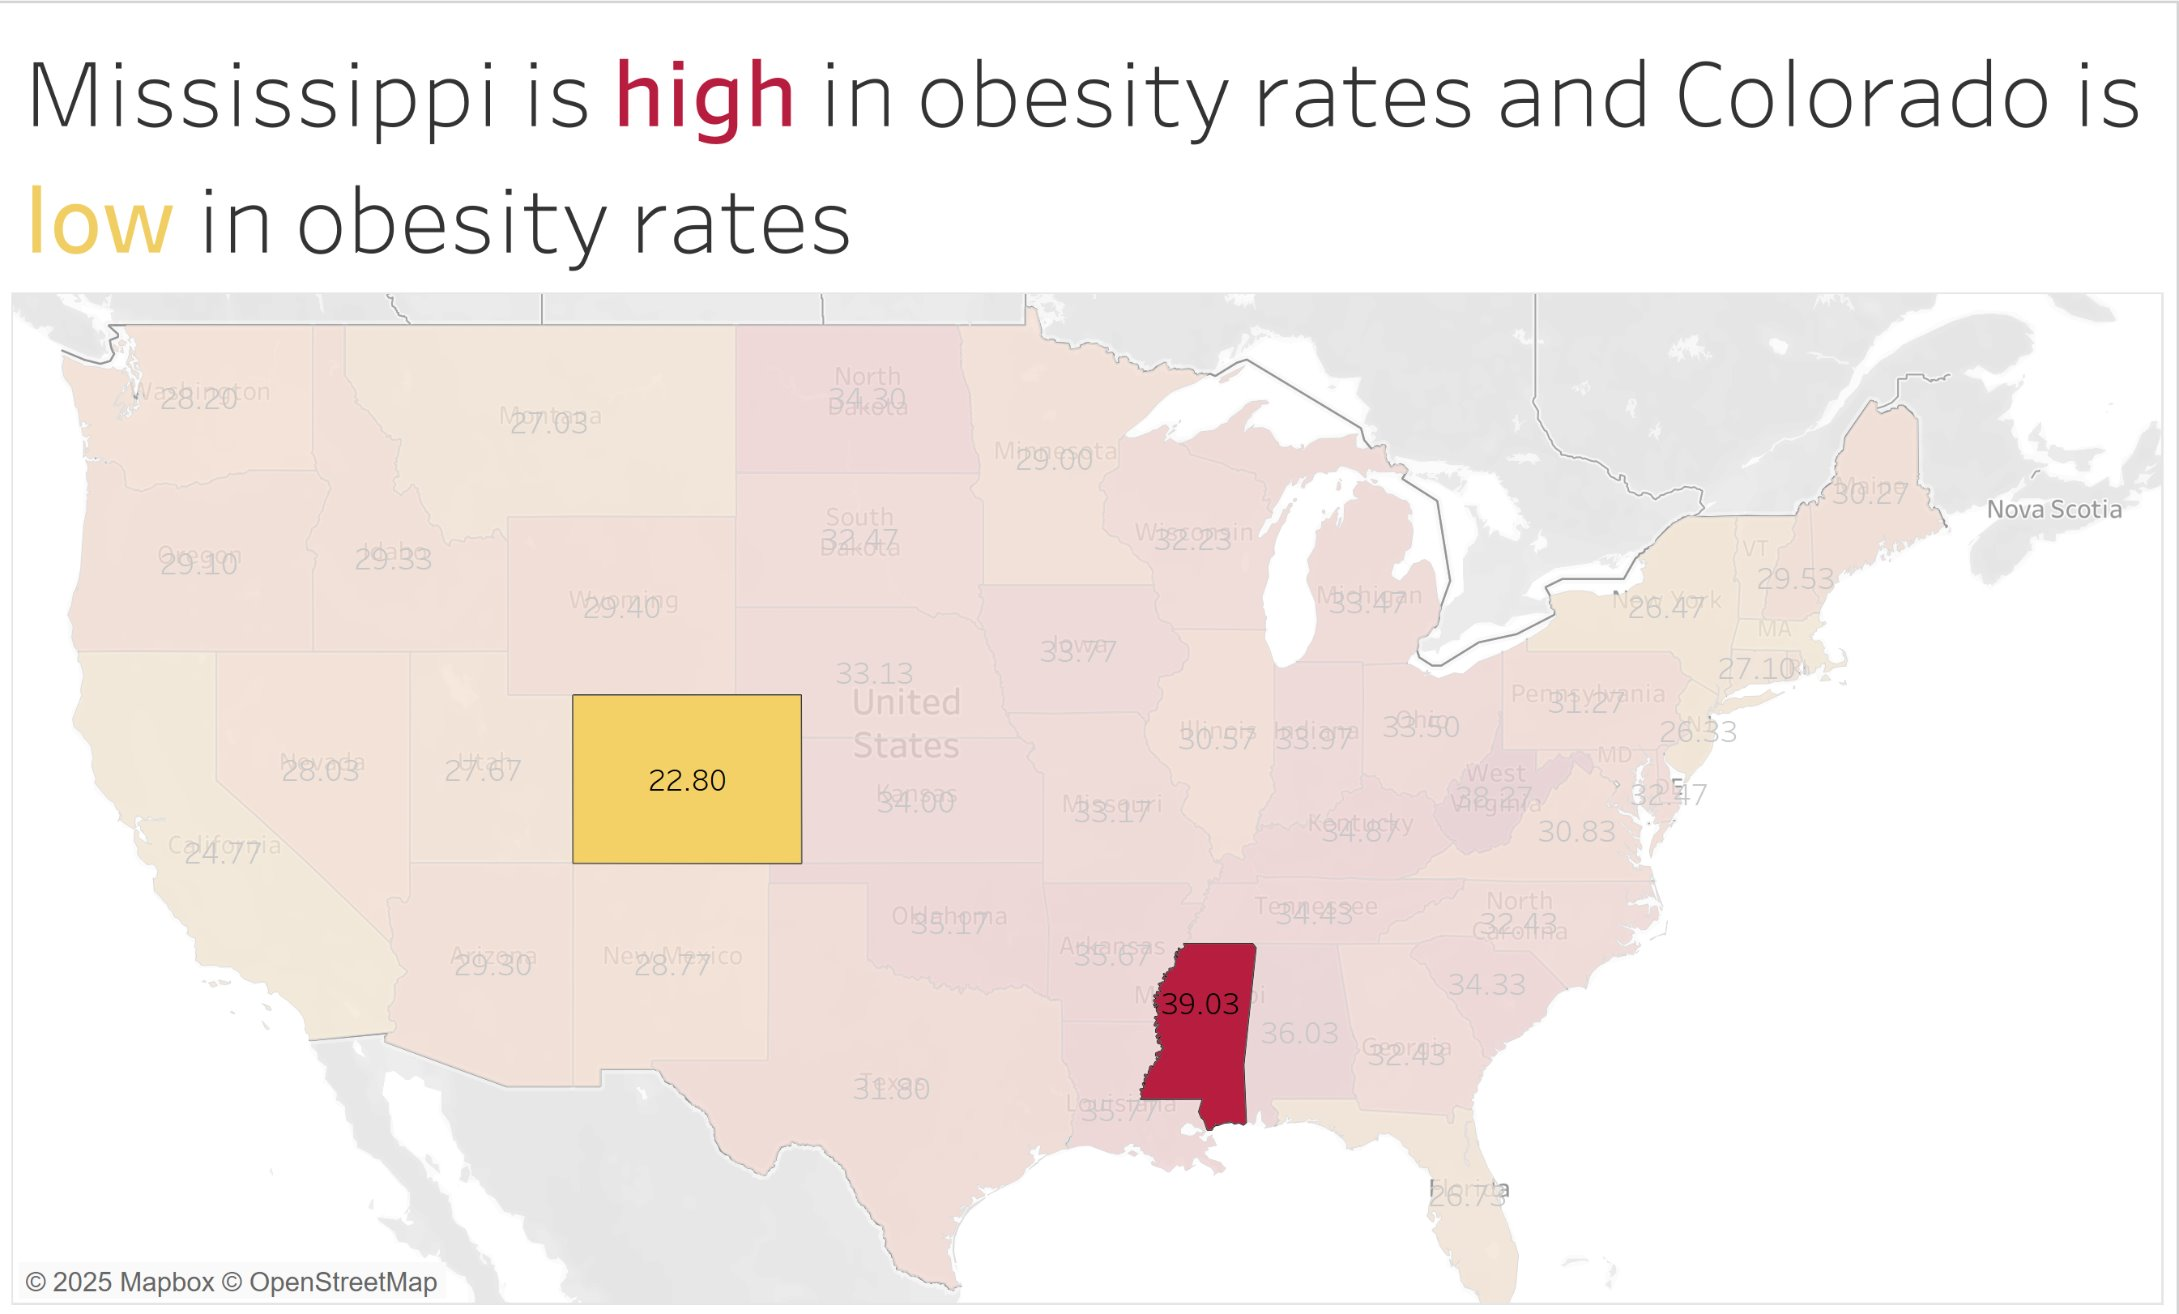 Mississippi is high in obesity rates and Colorado is
low in obesity rates
Washington
28.20
Montana
27.03
North
Dakota
34.30
Minnesota
29.00
Maine
30.27
Nova Scotia
Oregon
29.10
Idaho
29.33
South
Dakota
32.47
Wisconsin
32.23
VT
29.53
Wyoming
29.40
Michigan
33.47
New York
26.47
MA
Iowa
33.77
33.13
27.10
United
States
Pennsylvania
31.27
Nevada
28.03
Utah
27.67
22.80
Illinois
30.57
Indiana
33.97
Ohio
33.50
NJ
26.33
MD
Kansas
34.00
Missouri
33.17
West
Virginia
38.27
DE
32.47
Kentucky
34.87
30.83
California
24.77
Oklahoma
35.17
Tennessee
34.43
North
Carolina
32.43
Arizona
29.30
New Mexico
28.77
Arkansas
35.67
34.33
39.03
36.03
Georgia
32.43
Texas
31.80
Louisiana
35.77
Florida
26.73
© 2025 Mapbox © OpenStreetMap